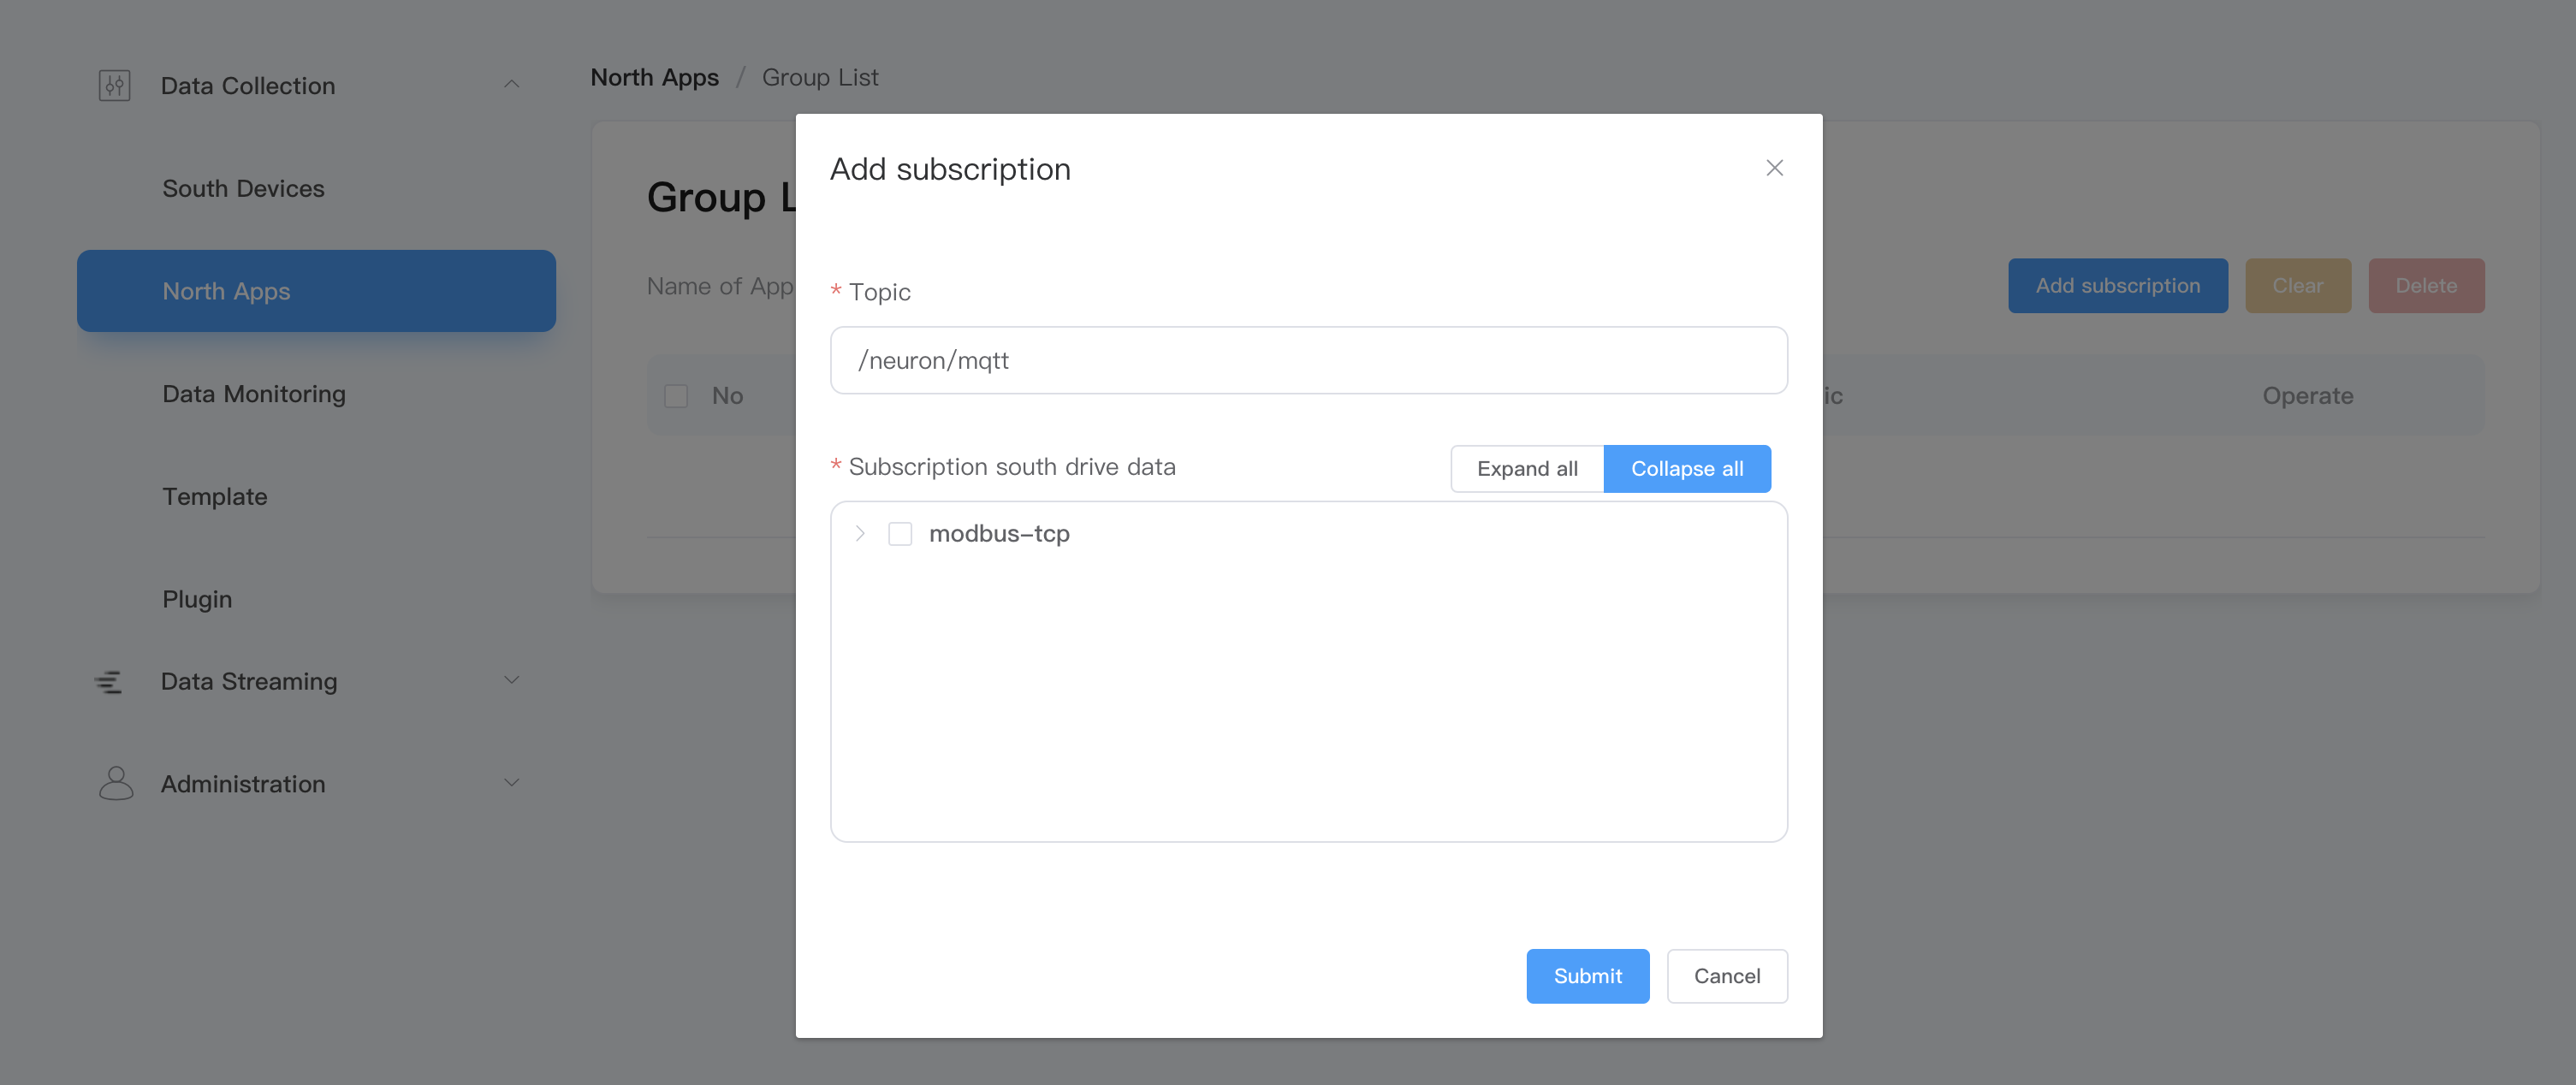 Data Collection
South Devices
North Apps
Data Monitoring
Template
Plugin
Data Streaming
Administration
North Apps / Group List
Group L
Name of App
Add subscription
Clear
Delete
No
ic
Operate
Add subscription
* Topic
/neuron/mqtt
* Subscription south drive data
Expand all
Collapse all
modbus-tcp
Submit
Cancel